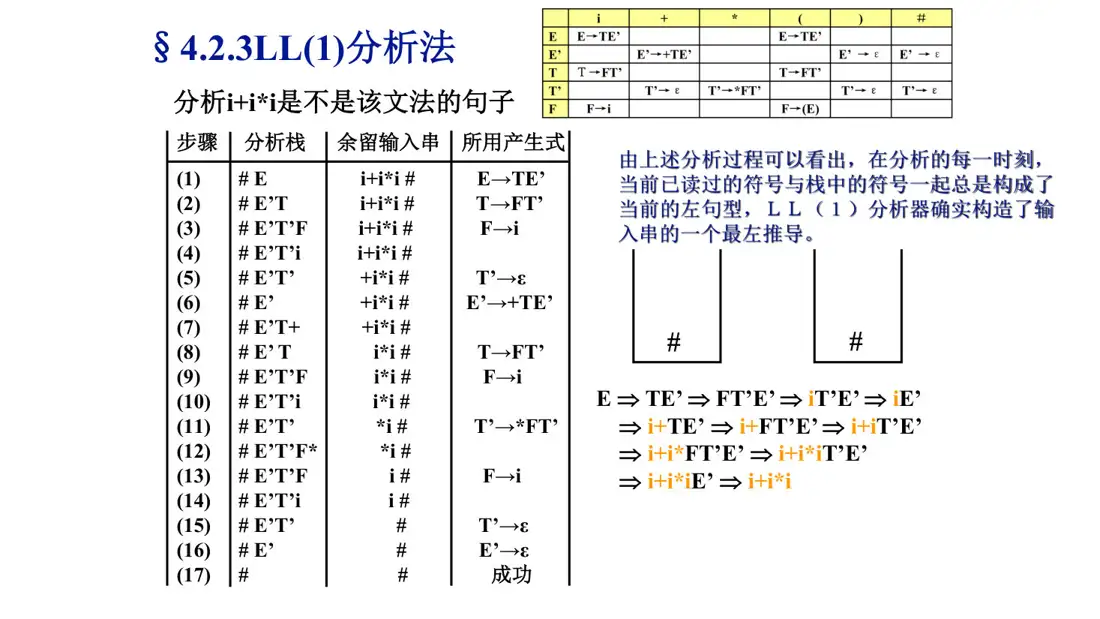 §4.2.3LL(1)分析法
分析i+i*i是不是该文法的句子
i + * ( ) #
E E→TE’ E→TE’
E’ E’→+TE’ E’→ε E’→ε
T T→FT’ T→FT’
T’ T’→ε T’→*FT’ T’→ε T’→ε
F F→i F→(E)
步骤 分析栈 余留输入串 所用产生式
(1) # E i+i*i # E→TE’
(2) # E’T i+i*i # T→FT’
(3) # E’T’F i+i*i # F→i
(4) # E’T’i i+i*i #
(5) # E’T’ +i*i # T’→ε
(6) # E’ +i*i # E’→+TE’
(7) # E’T+ +i*i #
(8) # E’ T i*i # T→FT’
(9) # E’T’F i*i # F→i
(10) # E’T’i i*i #
(11) # E’T’ *i # T’→*FT’
(12) # E’T’F* *i #
(13) # E’T’F i # F→i
(14) # E’T’i i #
(15) # E’T’ # T’→ε
(16) # E’ # E’→ε
(17) # # 成功
由上述分析过程可以看出，在分析的每一时刻，
当前已读过的符号与栈中的符号一起总是构成了
当前的左句型，ＬＬ（１）分析器确实构造了输
入串的一个最左推导。
# #
E ⇒ TE’ ⇒ FT’E’ ⇒ iT’E’ ⇒ iE’
⇒ i+TE’ ⇒ i+FT’E’ ⇒ i+iT’E’
⇒ i+i*FT’E’ ⇒ i+i*iT’E’
⇒ i+i*iE’ ⇒ i+i*i